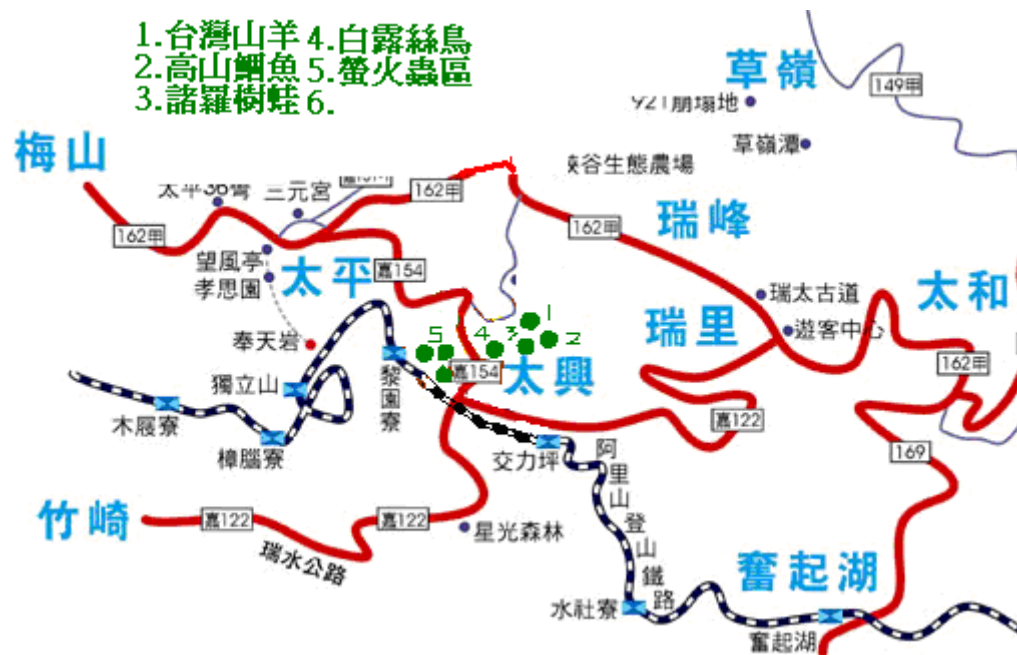 1.台灣山羊 4.白露絲鳥
2.高山鯛魚 5.螢火蟲區
3.諸羅樹蛙 6.
草嶺
149甲
921崩塌地
梅山
草嶺潭
峽谷生態農場
太平36彎
三元宮
162甲
瑞峰
162甲
162甲
望風亭
太平
嘉154
孝思園
瑞太古道
太和
1
瑞里
遊客中心
5
4
3
2
奉天岩
162甲
獨立山
黎園寮
嘉154
太興
木屐寮
嘉122
樟腦寮
交力坪
169
阿里山登山鐵路
竹崎
嘉122
嘉122
星光森林
瑞水公路
奮起湖
水社寮
奮起湖